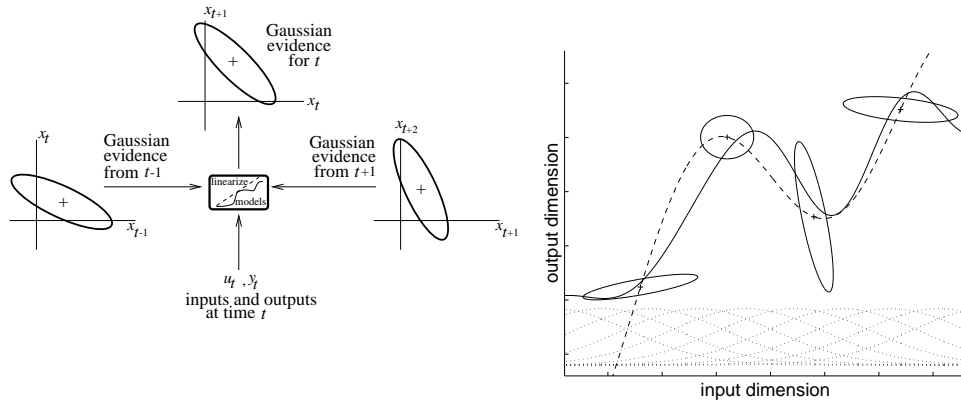 x_{t+1}
Gaussian
evidence
for t
x_t
x_t
Gaussian
evidence
from t-1
x_{t-1}
linearize
models
Gaussian
evidence
from t+1
x_{t+2}
x_{t+1}
u_t , y_t
inputs and outputs
at time t
output dimension
input dimension